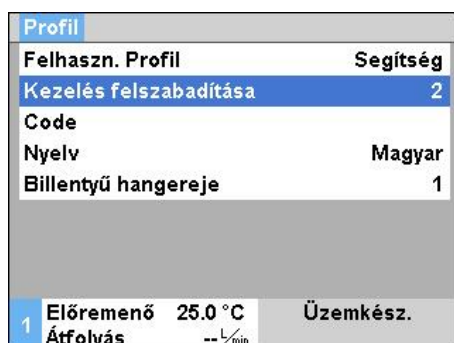 Profil
Felhaszn. Profil Segítség
Kezelés felszabadítása 2
Code
Nyelv Magyar
Billentyű hangereje 1
1 Előremenő 25.0 °C Üzemkész.
Átfolyás -- L/min